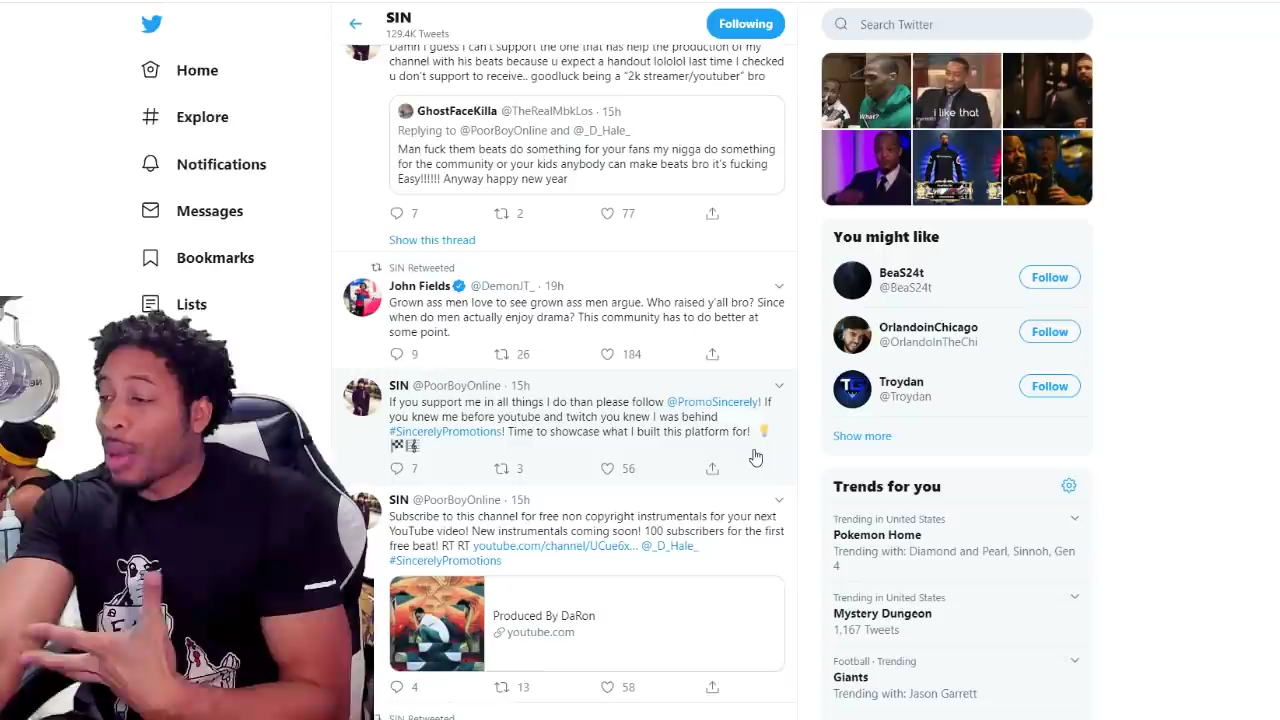 SIN
129.4K Tweets
Following
Search Twitter
Home
Explore
Notifications
Messages
Bookmarks
Lists
Damn I guess I can't support the one that has help the production of my
channel with his beats because u expect a handout lololol last time I checked
u don't support to receive.. goodluck being a "2k streamer/youtuber" bro
GhostFaceKilla @TheRealMbkLos · 15h
Replying to @PoorBoyOnline and @_D_Hale_
Man fuck them beats do something for your fans my nigga do something
for the community or your kids anybody can make beats bro it's fucking
Easy!!!!!! Anyway happy new year
7 2 77
Show this thread
SIN Retweeted
John Fields @DemonJT_ · 19h
Grown ass men love to see grown ass men argue. Who raised y'all bro? Since
when do men actually enjoy drama? This community has to do better at
some point.
9 26 184
SIN @PoorBoyOnline · 15h
If you support me in all things I do than please follow @PromoSincerely! If
you knew me before youtube and twitch you knew I was behind
#SincerelyPromotions! Time to showcase what I built this platform for! 💡
🏁🎼
7 3 56
SIN @PoorBoyOnline · 15h
Subscribe to this channel for free non copyright instrumentals for your next
YouTube video! New instrumentals coming soon! 100 subscribers for the first
free beat! RT RT youtube.com/channel/UCue6x... @_D_Hale_
#SincerelyPromotions
Produced By DaRon
youtube.com
4 13 58
SIN Retweeted
What?
i like that
You might like
BeaS24t
@BeaS24t
Follow
OrlandoinChicago
@OrlandoInTheChi
Follow
Troydan
@Troydan
Follow
Show more
Trends for you
Trending in United States
Pokemon Home
Trending with: Diamond and Pearl, Sinnoh, Gen
4
Trending in United States
Mystery Dungeon
1,167 Tweets
Football · Trending
Giants
Trending with: Jason Garrett